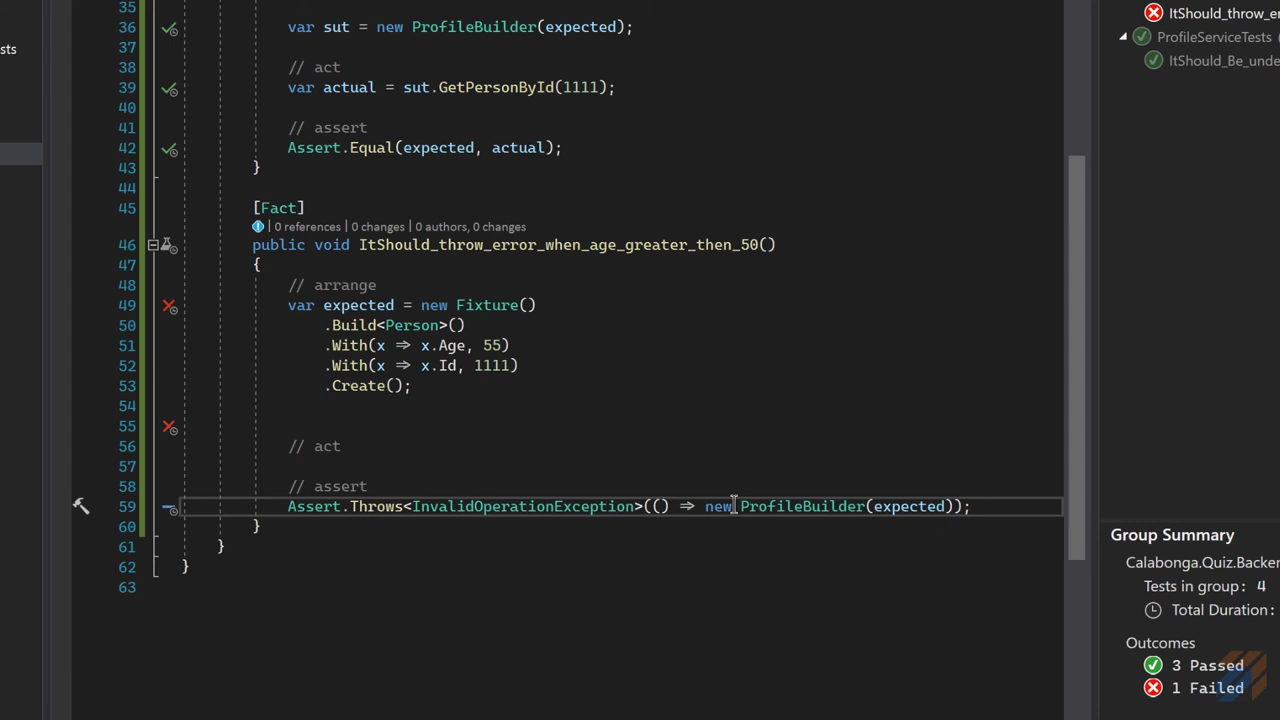 35
36 var sut = new ProfileBuilder(expected);
37
38 // act
39 var actual = sut.GetPersonById(1111);
40
41 // assert
42 Assert.Equal(expected, actual);
43 }
44
45 [Fact]
0 references | 0 changes | 0 authors, 0 changes
46 public void ItShould_throw_error_when_age_greater_then_50()
47 {
48 // arrange
49 var expected = new Fixture()
50 .Build<Person>()
51 .With(x => x.Age, 55)
52 .With(x => x.Id, 1111)
53 .Create();
54
55
56 // act
57
58 // assert
59 Assert.Throws<InvalidOperationException>(() => new ProfileBuilder(expected));
60 }
61 }
62 }
63
sts
ItShould_throw_e
ProfileServiceTests (
ItShould_Be_unde
Group Summary
Calabonga.Quiz.Backen
Tests in group: 4
Total Duration:
Outcomes
3 Passed
1 Failed